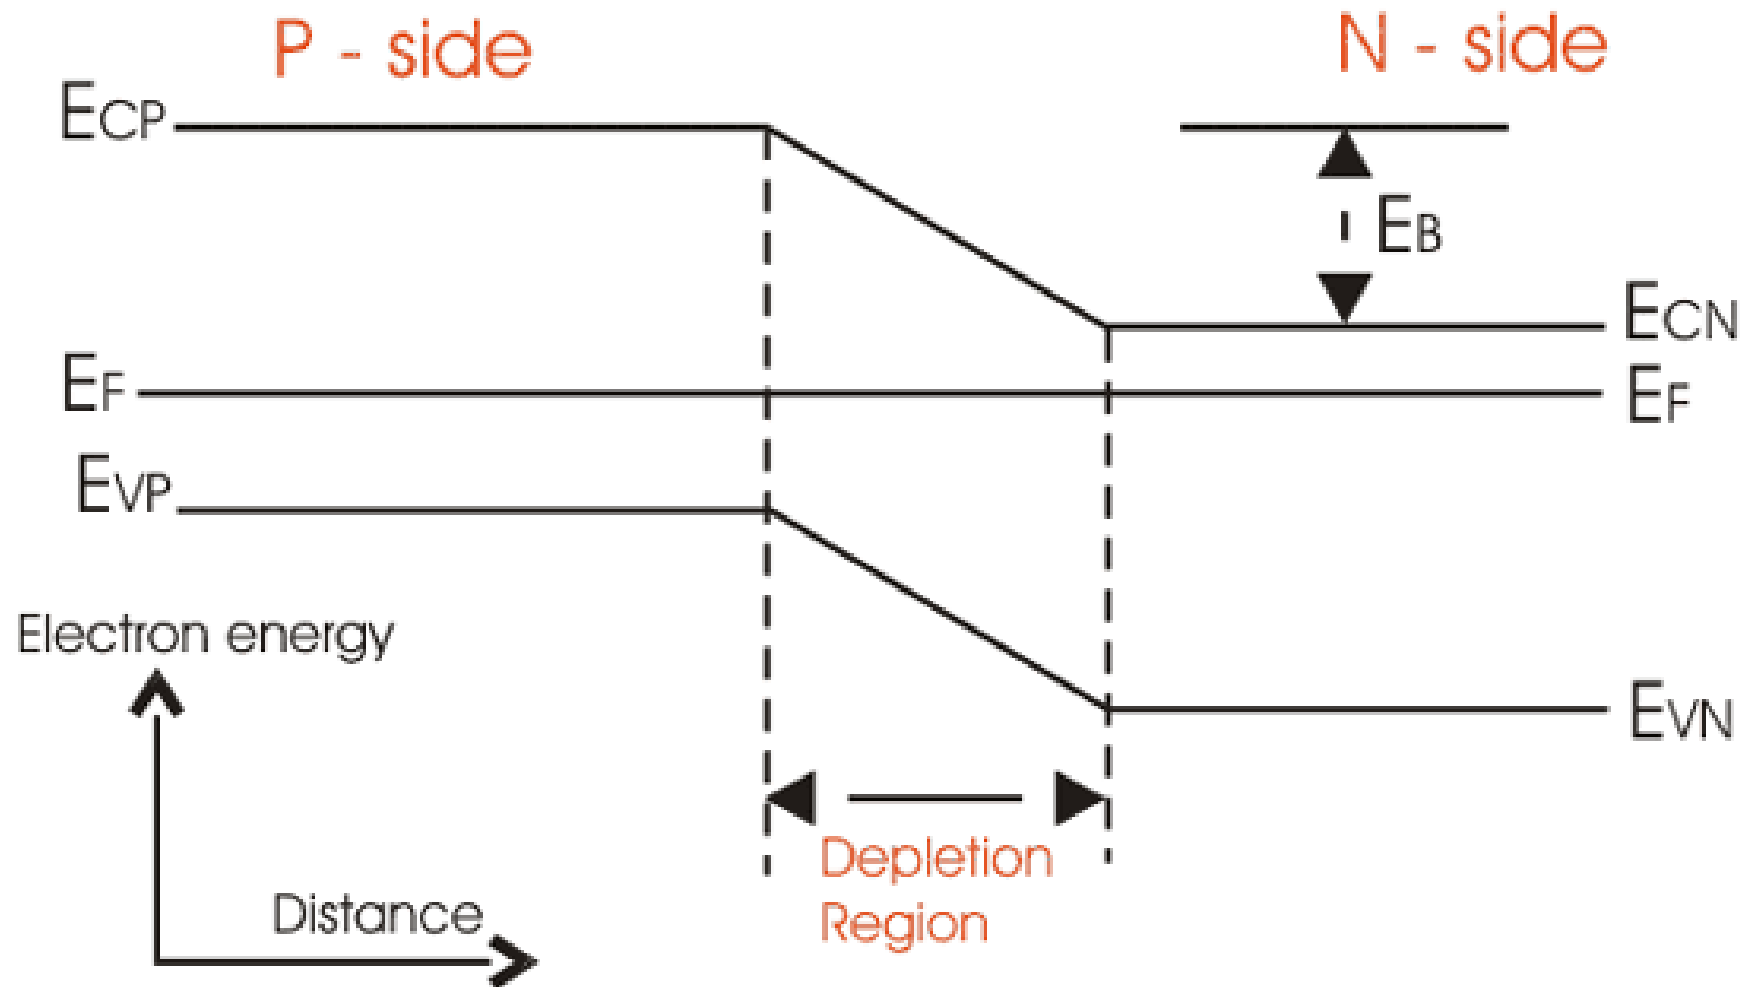 P - side
N - side
ECP
EB
ECN
EF
EF
EVP
Electron energy
EVN
Depletion
Region
Distance